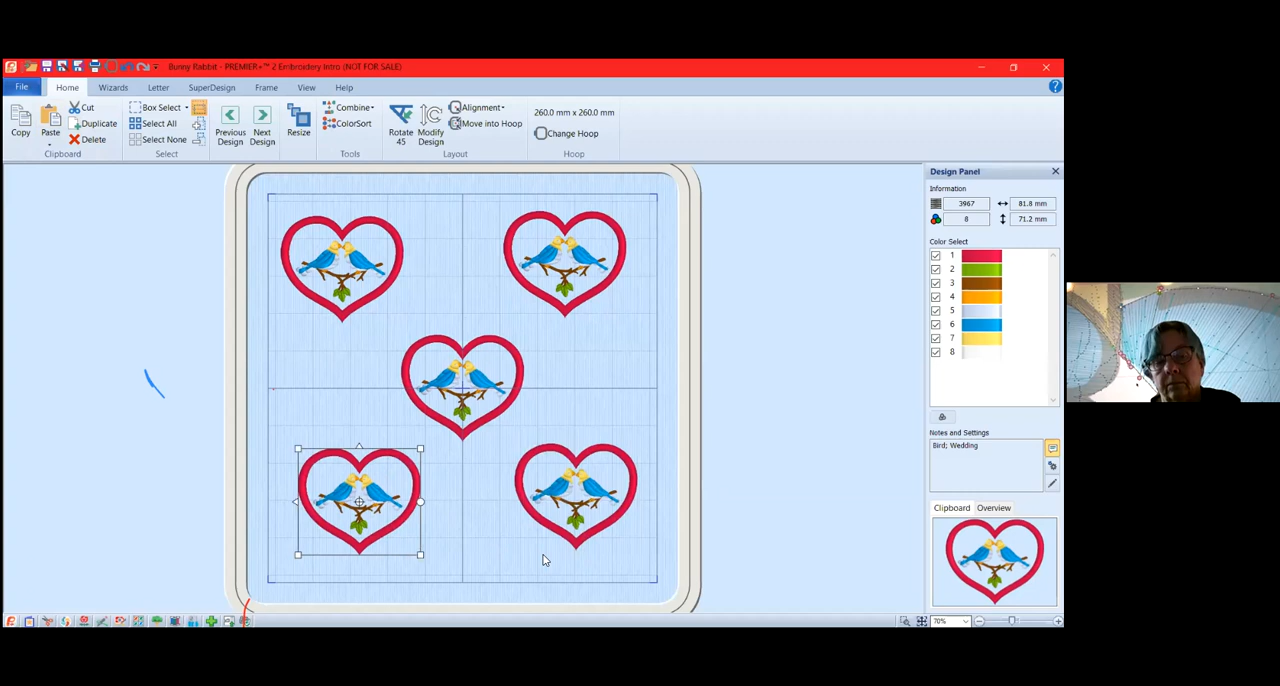 Bunny Rabbit - PREMIER+™ 2 Embroidery Intro (NOT FOR SALE)
File Home Wizards Letter SuperDesign Frame View Help
Copy
Paste
Cut
Duplicate
Delete
Clipboard
Box Select
Select All
Select None
Select
Previous Design
Next Design
Resize
Combine
ColorSort
Tools
Rotate 45
Modify Design
Alignment
Move into Hoop
Layout
260.0 mm x 260.0 mm
Change Hoop
Hoop
Design Panel
Information
3967 81.8 mm
8 71.2 mm
Color Select
1
2
3
4
5
6
7
8
Notes and Settings
Bird; Wedding
Clipboard Overview
70%